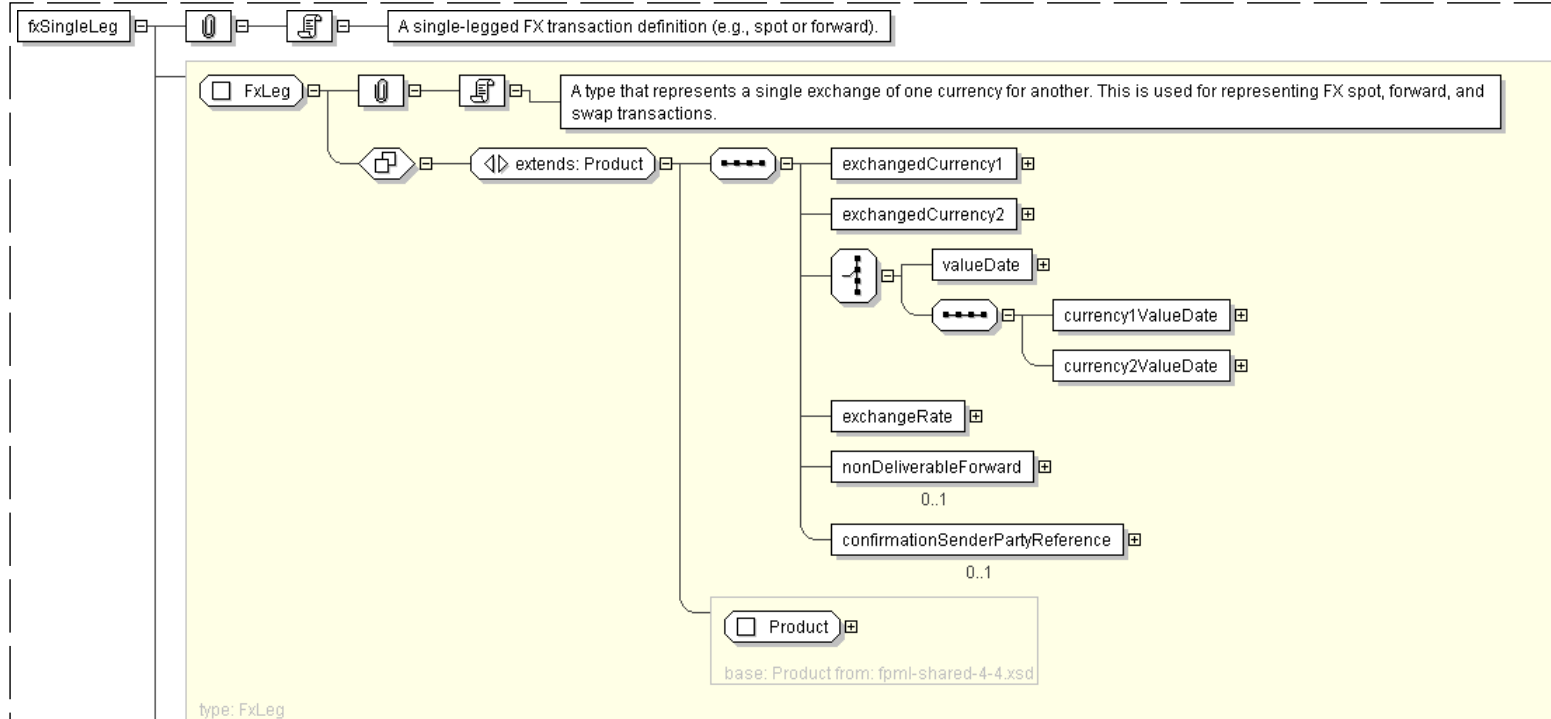 fxSingleLeg
A single-legged FX transaction definition (e.g., spot or forward).
FxLeg
A type that represents a single exchange of one currency for another. This is used for representing FX spot, forward, and
swap transactions.
extends: Product
exchangedCurrency1
exchangedCurrency2
valueDate
currency1ValueDate
currency2ValueDate
exchangeRate
nonDeliverableForward
0..1
confirmationSenderPartyReference
0..1
Product
base: Product from: fpml-shared-4-4.xsd
type: FxLeg